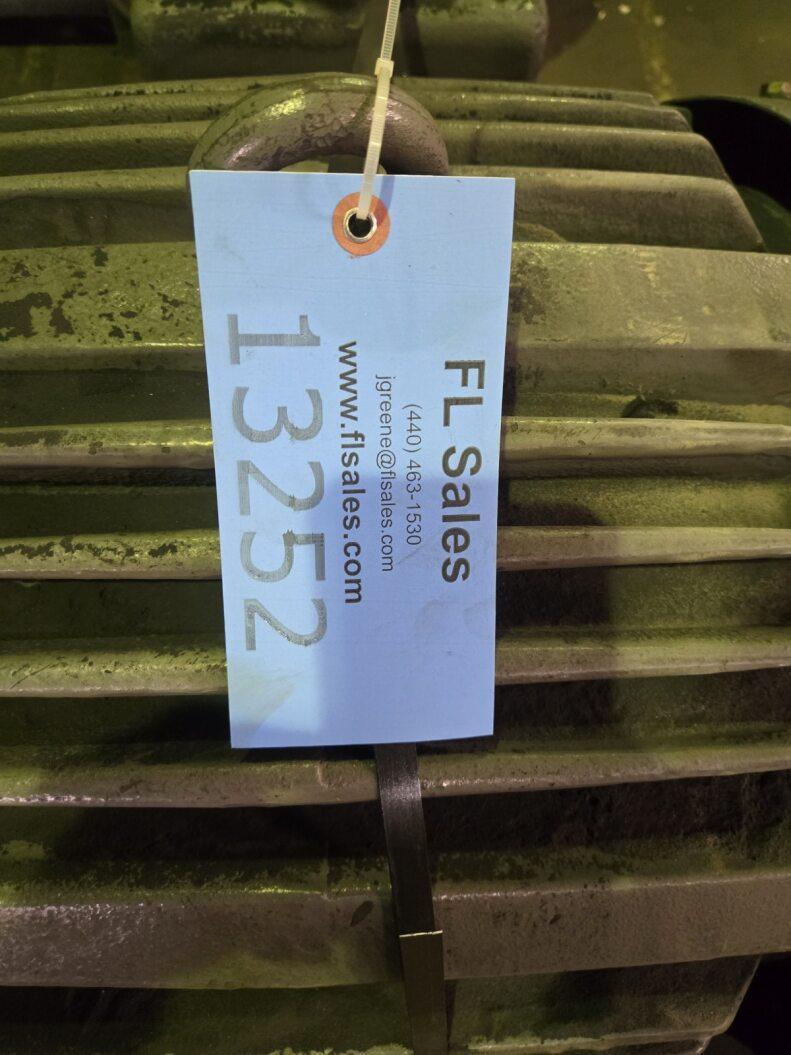 FL Sales
(440) 463-1530
jgreene@flsales.com
www.flsales.com
13252